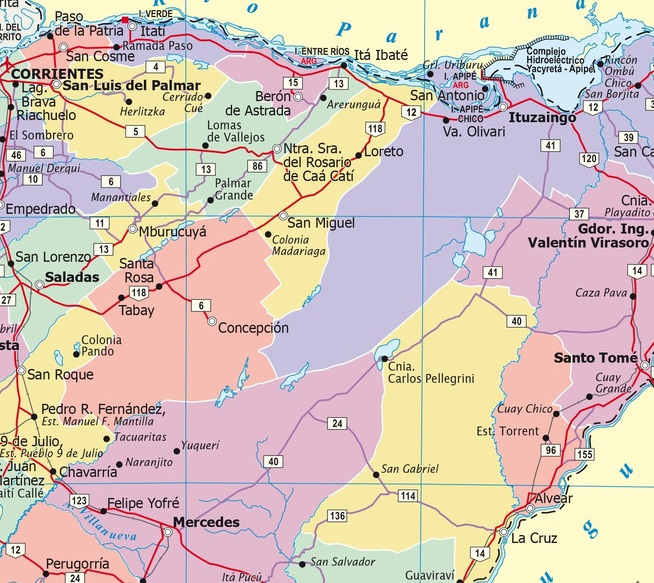 rita
I. DEL
RRITO
Paso
de la Patria
I. VERDE
Itatí
R í o
P a r a n á
Ramada Paso
San Cosme
CORRIENTES
Lag.
Brava
Riachuelo
San Luis del Palmar
4
Herlitzka
Cerrudo
Cué
I. ENTRE RÍOS
ARG
Itá Ibaté
15
Berón
de Astrada
Arerunguá
Grl. Uriburu
I. APIPÉ
ARG
San Antonio
I. APIPÉ
CHICO
Complejo
Hidroeléctrico
Yacyretá - Apipé
Rincón
Ombú
Chico
San Borjita
12
Ituzaingó
Va. Olivari
12
El Sombrero
5
Lomas
de Vallejos
118
39
San Ca
46
6
Manuel Derqui
10
6
Ntra. Sra.
del Rosario
de Caá Catí
Loreto
41
120
13
86
Palmar
Grande
Manantiales
Empedrado
11
Mburucuyá
San Miguel
37
Cnia.
Playadito
Gdor. Ing.
Valentín Virasoro
2
13
San Lorenzo
Colonia
Madariaga
Saladas
Santa
Rosa
41
14
27
118
Tabay
6
Concepción
Caza Pava
40
bril
sta
Colonia
Pando
San Roque
Cnia.
Carlos Pellegrini
Santo Tomé
Cuay
Grande
Cuay Chico
Pedro R. Fernández,
Est. Manuel F. Mantilla
24
Est. Torrent
9 de Julio,
Est. Pueblo 9 de Julio
Tacuaritas
Yuqueri
96
155
Juan
artínez
aití Callé
Naranjito
40
Chavarría
San Gabriel
123
Felipe Yofré
114
Alvear
Villanueva
Mercedes
136
La Cruz
u
g
12
14
San Salvador
Perugorría
24
Itá Pucú
Guaviraví